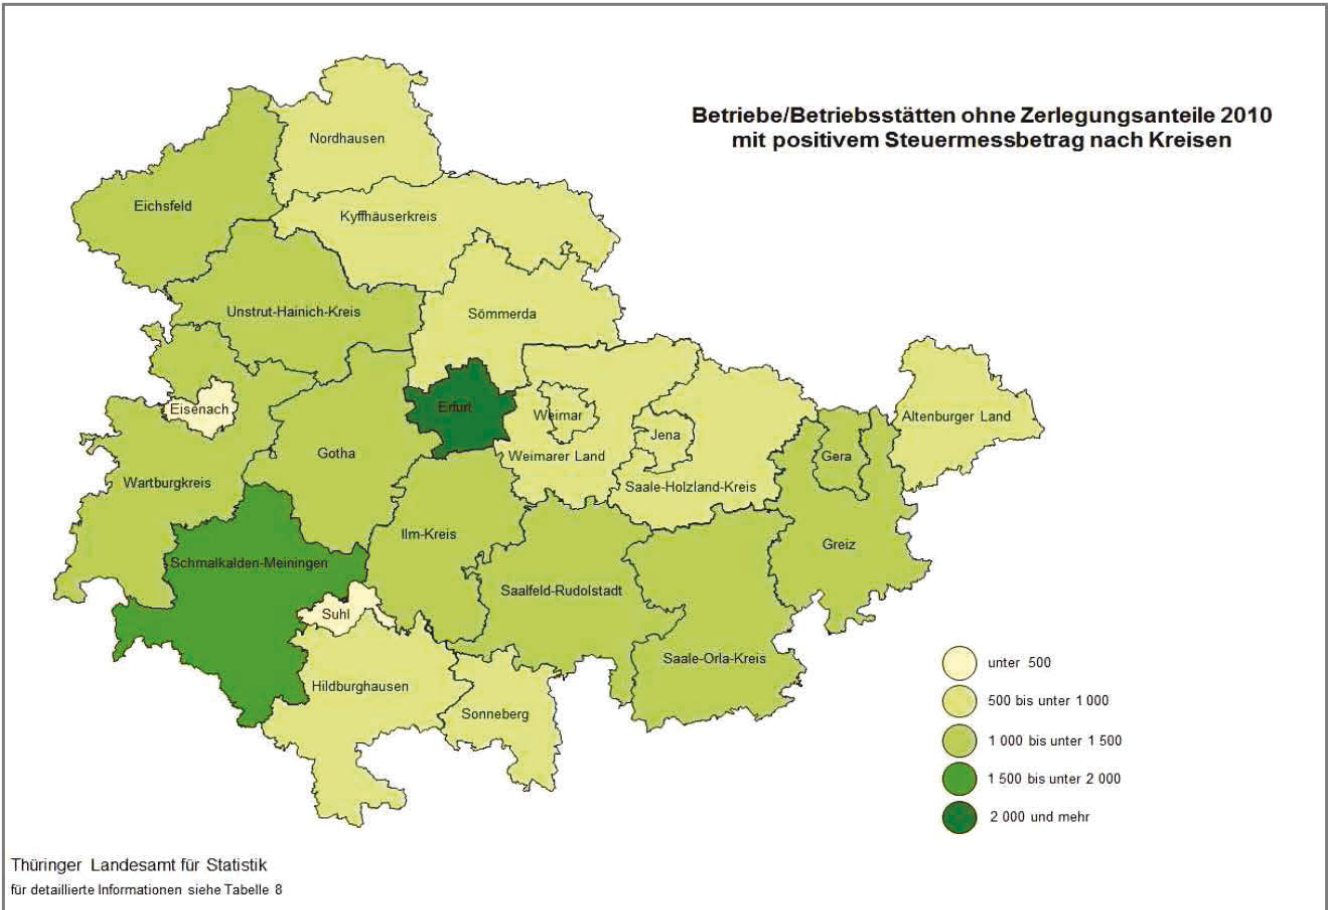 Betriebe/Betriebsstätten ohne Zerlegungsanteile 2010
mit positivem Steuermessbetrag nach Kreisen
Nordhausen
Eichsfeld
Kyffhäuserkreis
Unstrut-Hainich-Kreis
Sömmerda
Eisenach
Erfurt
Weimar
Altenburger Land
Jena
Gotha
Weimarer Land
Gera
Wartburgkreis
Saale-Holzland-Kreis
Ilm-Kreis
Greiz
Schmalkalden-Meiningen
Saalfeld-Rudolstadt
Suhl
Saale-Orla-Kreis
Hildburghausen
Sonneberg
unter 500
500 bis unter 1 000
1 000 bis unter 1 500
1 500 bis unter 2 000
2 000 und mehr
Thüringer Landesamt für Statistik
für detaillierte Informationen siehe Tabelle 8